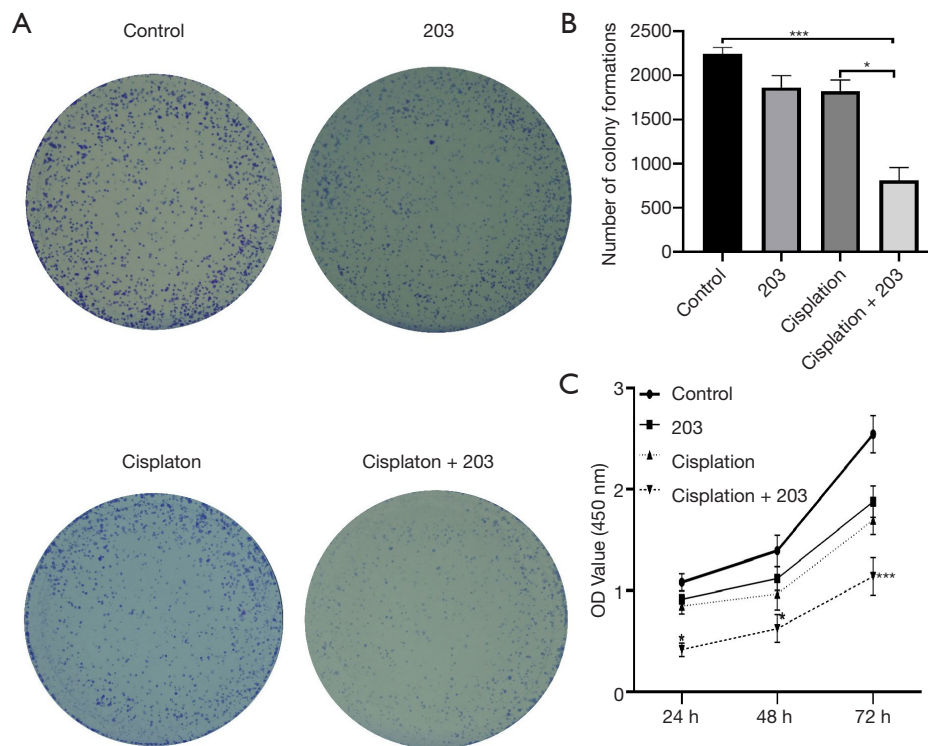 A
Control
203
Cisplaton
Cisplaton + 203
B
Number of colony formations
2500
2000
1500
1000
500
0
***
*
Control
203
Cisplation
Cisplation + 203
C
OD Value (450 nm)
3
2
1
0
Control
203
Cisplation
Cisplation + 203
*
*
***
24 h
48 h
72 h